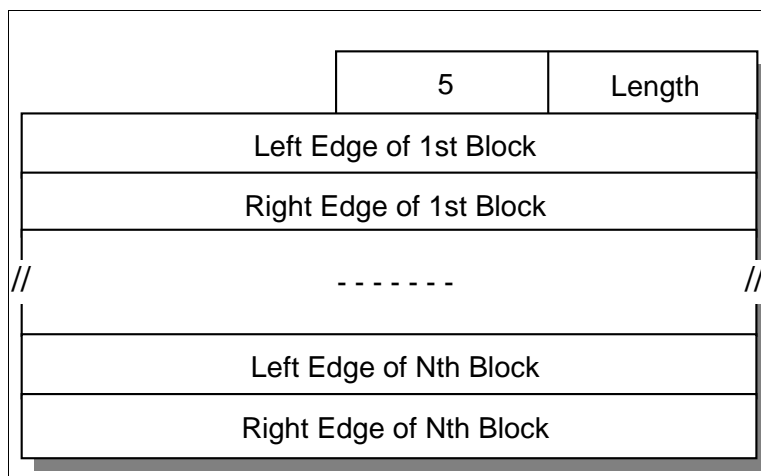 5 Length
Left Edge of 1st Block
Right Edge of 1st Block
// - - - - - - - //
Left Edge of Nth Block
Right Edge of Nth Block